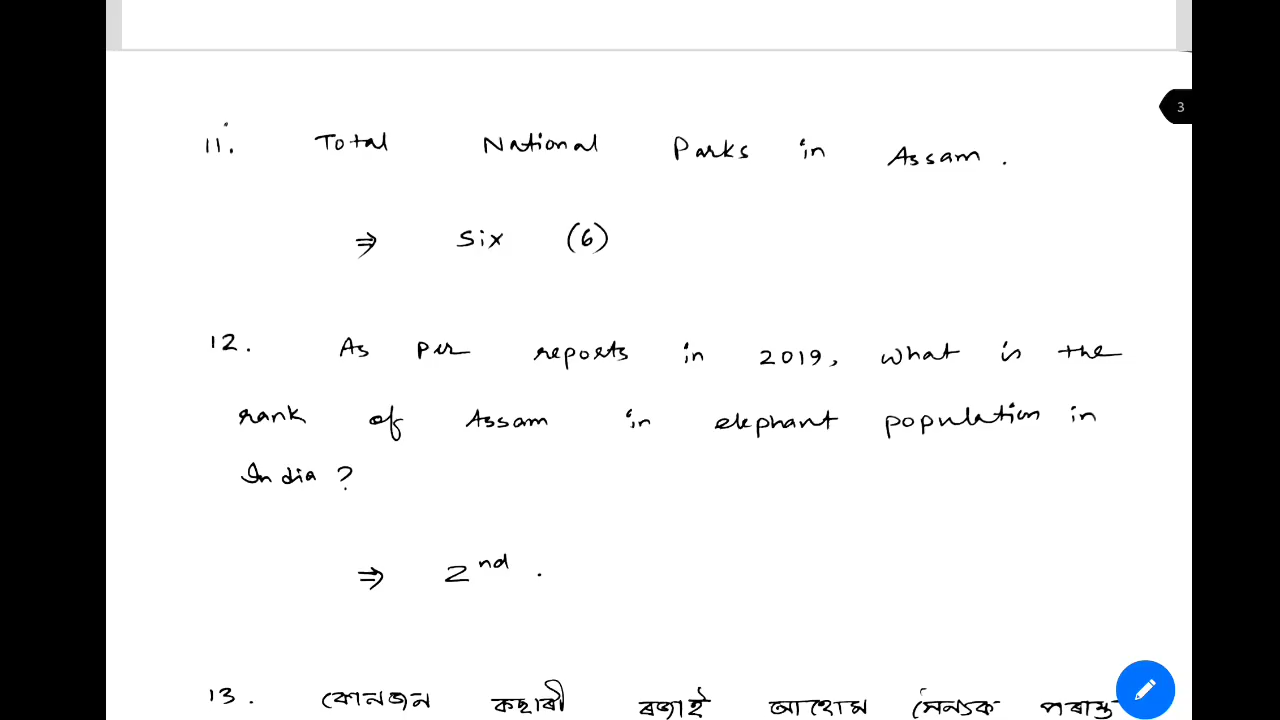 3
11. Total National Parks in Assam.
⇒ Six (6)
12. As per reports in 2019, what is the
rank of Assam in elephant population in
India?
⇒ 2nd.
13. কোনজন কছাৰী ৰজাই আহোম সৈন্যক পৰাস্ত